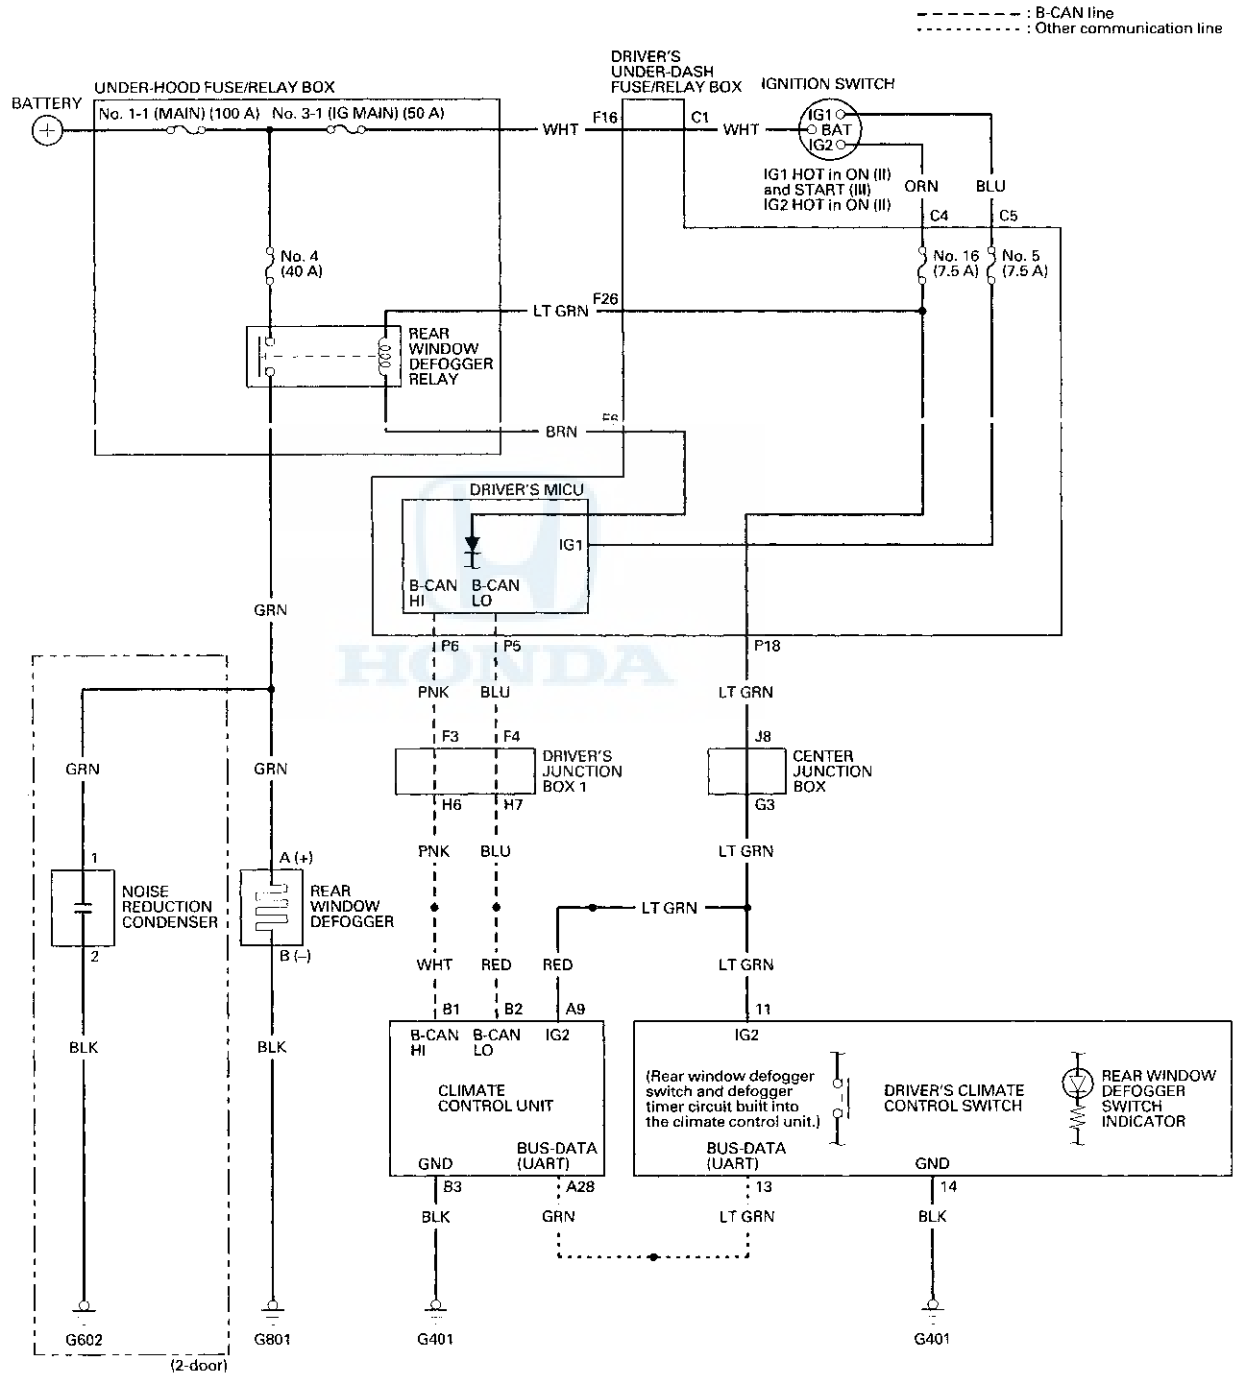 : B-CAN line
: Other communication line
DRIVER'S
UNDER-DASH
FUSE/RELAY BOX
IGNITION SWITCH
UNDER-HOOD FUSE/RELAY BOX
BATTERY
No. 1-1 (MAIN) (100 A) No. 3-1 (IG MAIN) (50 A)
WHT
F16
C1
WHT
IG1
BAT
IG2
IG1 HOT in ON (II)
and START (III)
IG2 HOT in ON (II)
ORN
BLU
C4
C5
No. 4
(40 A)
No. 16
(7.5 A)
No. 5
(7.5 A)
LT GRN
F26
REAR
WINDOW
DEFOGGER
RELAY
BRN
F6
DRIVER'S MICU
IG1
B-CAN
HI
B-CAN
LO
GRN
HONDA
P6
P5
P18
PNK
BLU
LT GRN
F3
F4
J8
GRN
GRN
DRIVER'S
JUNCTION
BOX 1
CENTER
JUNCTION
BOX
H6
H7
G3
PNK
BLU
LT GRN
1
A (+)
NOISE
REDUCTION
CONDENSER
REAR
WINDOW
DEFOGGER
LT GRN
2
B (–)
WHT
RED
RED
LT GRN
B1
B2
A9
11
B-CAN
HI
B-CAN
LO
IG2
IG2
BLK
BLK
CLIMATE
CONTROL UNIT
(Rear window defogger
switch and defogger
timer circuit built into
the climate control unit.)
DRIVER'S CLIMATE
CONTROL SWITCH
REAR WINDOW
DEFOGGER
SWITCH
INDICATOR
GND
BUS-DATA
(UART)
BUS-DATA
(UART)
GND
B3
A28
13
14
BLK
GRN
LT GRN
BLK
G602
G801
G401
G401
(2-door)